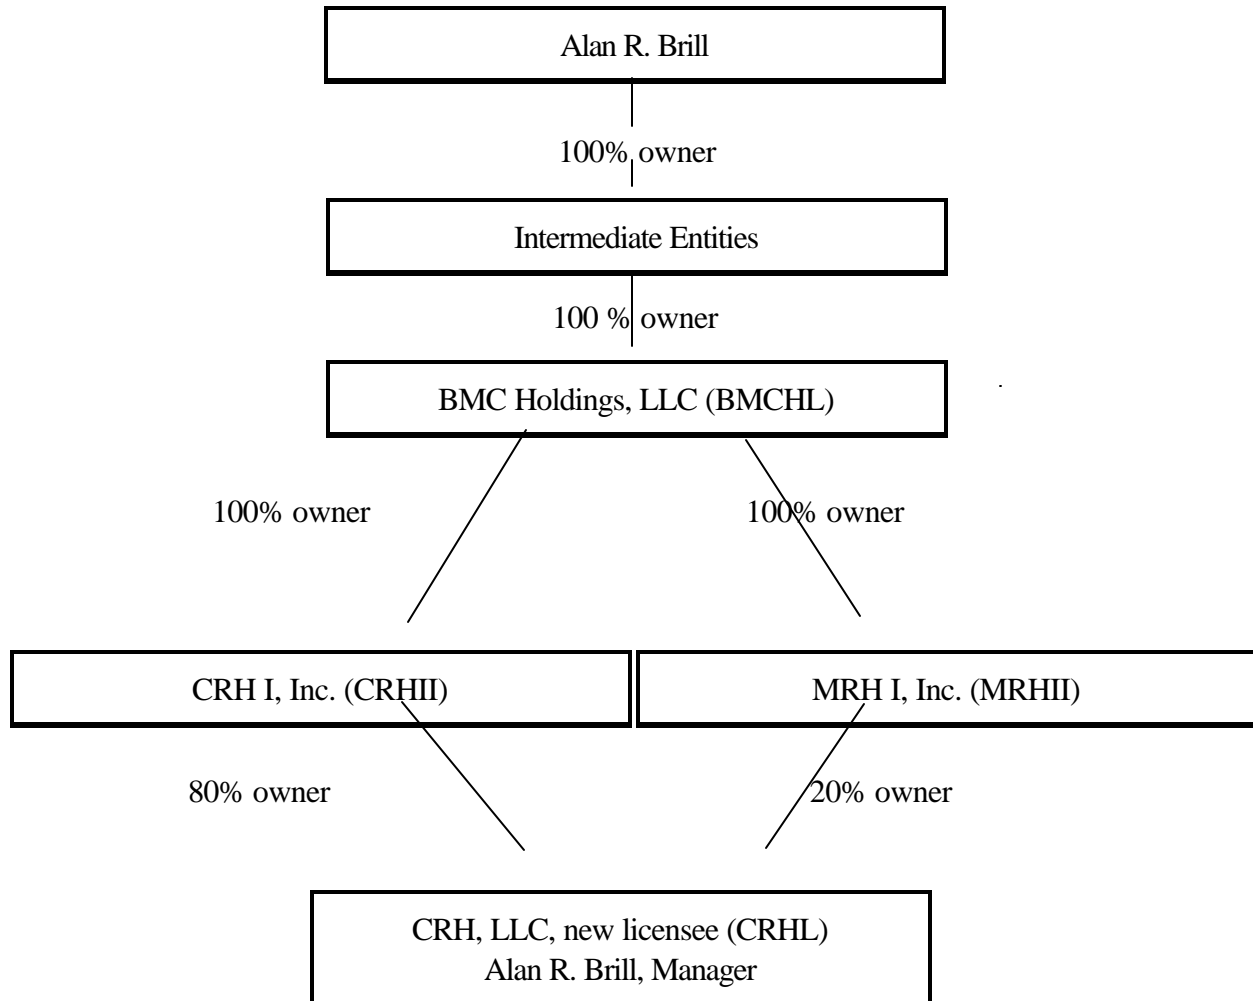 Alan R. Brill
100% owner
Intermediate Entities
100 % owner
BMC Holdings, LLC (BMCHL)
100% owner
100% owner
CRH I, Inc. (CRHII)
MRH I, Inc. (MRHII)
80% owner
20% owner
CRH, LLC, new licensee (CRHL)
Alan R. Brill, Manager